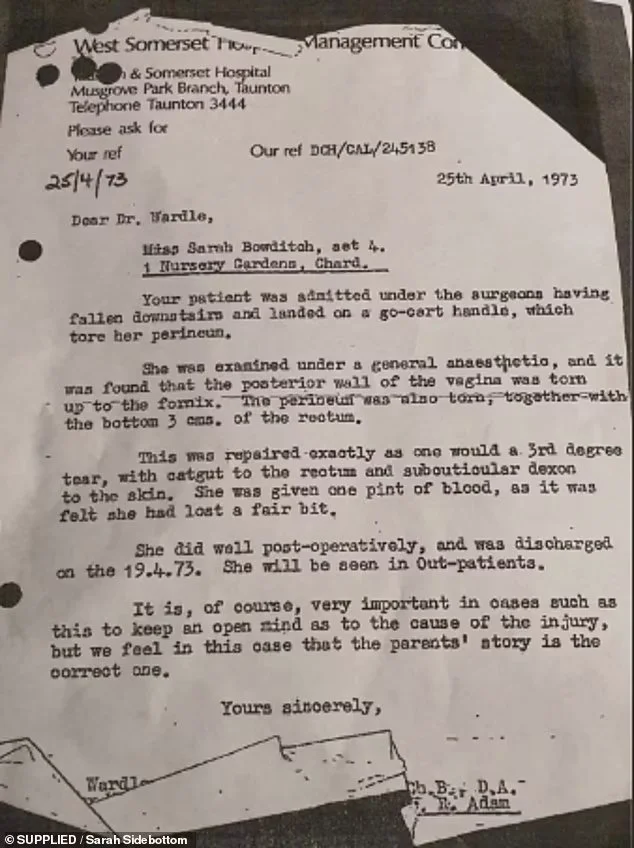 West Somerset Management
& Somerset Hospital
Musgrove Park Branch, Taunton
Telephone Taunton 3444
Please ask for
Your ref
Our ref DCH/CAL/245138
25/4/73
25th April, 1973
Dear Dr. Wardle,
Miss Sarah Bowditch, aet 4.
1 Nursery Gardens, Chard.
Your patient was admitted under the surgeons having
fallen downstairs and landed on a go-cart handle, which
tore her perineum.
She was examined under a general anaesthetic, and it
was found that the posterior wall of the vagina was torn
up to the fornix. The perineum was also torn, together with
the bottom 3 cms. of the rectum.
This was repaired exactly as one would a 3rd degree
tear, with catgut to the rectum and subcuticular dexon
to the skin. She was given one pint of blood, as it was
felt she had lost a fair bit.
She did well post-operatively, and was discharged
on the 19.4.73. She will be seen in Out-patients.
It is, of course, very important in cases such as
this to keep an open mind as to the cause of the injury,
but we feel in this case that the parents' story is the
correct one.
Yours sincerely,
Wardle
Ch.B., D.A.
R. Adam
© SUPPLIED / Sarah Sidebottom